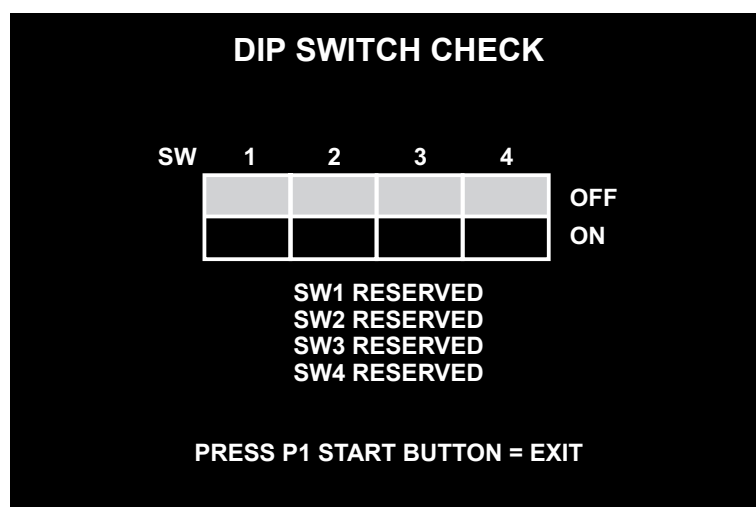 DIP SWITCH CHECK
SW 1 2 3 4
OFF
ON
SW1 RESERVED
SW2 RESERVED
SW3 RESERVED
SW4 RESERVED
PRESS P1 START BUTTON = EXIT